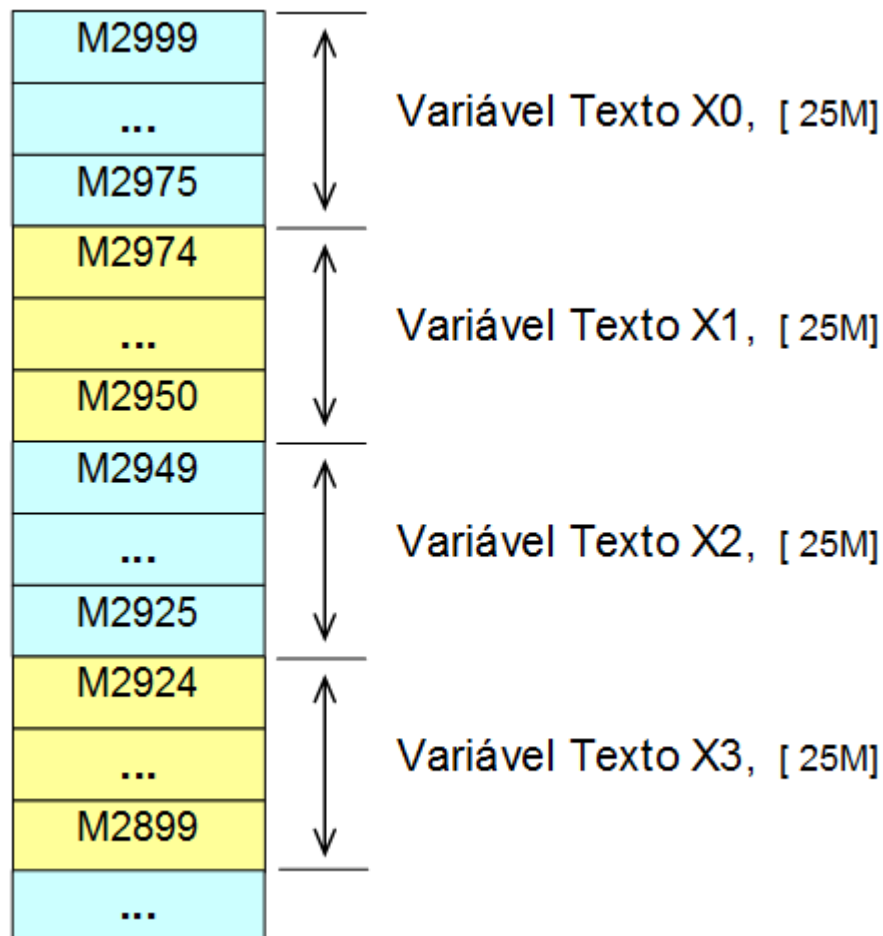 M2999
...
M2975
Variável Texto X0, [ 25M]
M2974
...
M2950
Variável Texto X1, [ 25M]
M2949
...
M2925
Variável Texto X2, [ 25M]
M2924
...
M2899
Variável Texto X3, [ 25M]
...